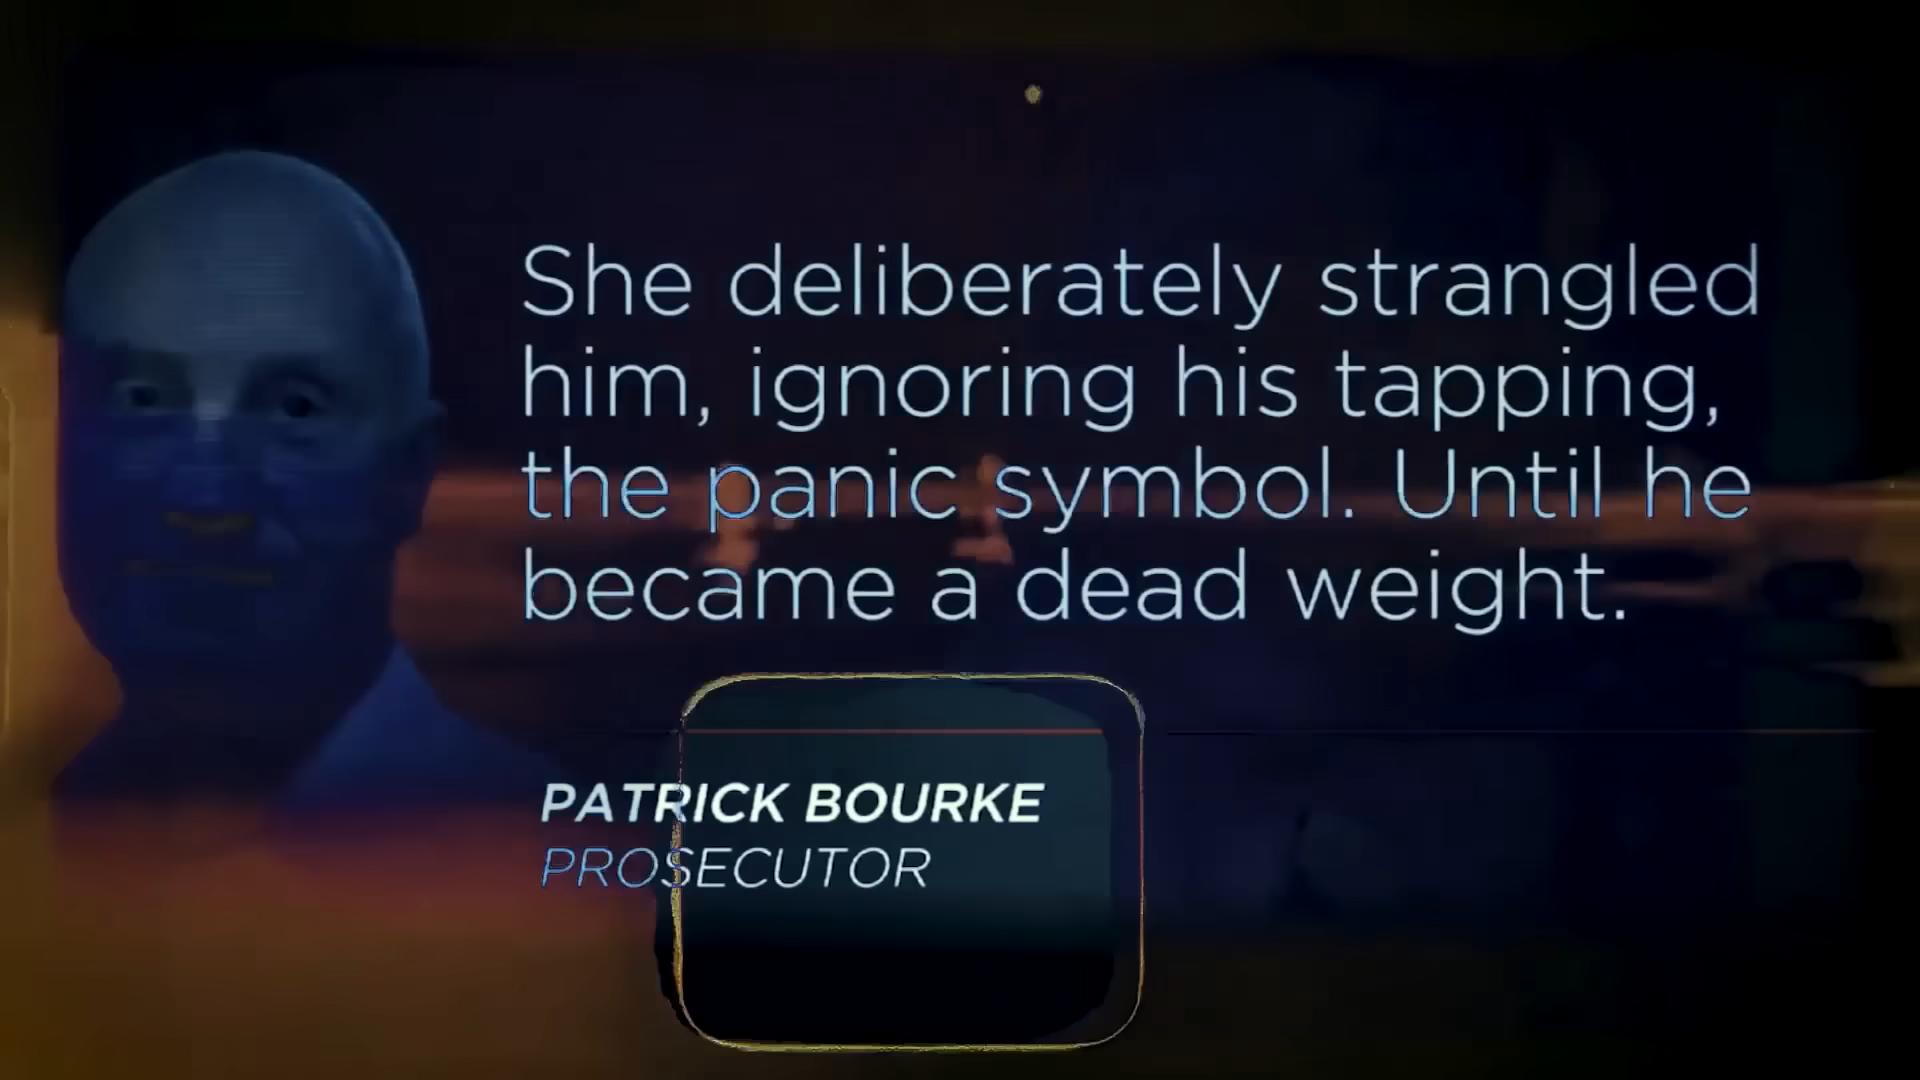 She deliberately strangled
him, ignoring his tapping,
the panic symbol. Until he
became a dead weight.
PATRICK BOURKE
PROSECUTOR